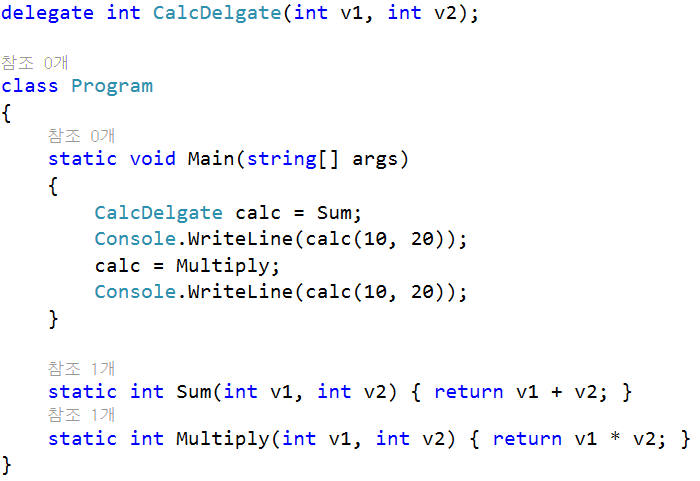 delegate int CalcDelgate(int v1, int v2);
참조 0개
class Program
{
참조 0개
static void Main(string[] args)
{
CalcDelgate calc = Sum;
Console.WriteLine(calc(10, 20));
calc = Multiply;
Console.WriteLine(calc(10, 20));
}
참조 1개
static int Sum(int v1, int v2) { return v1 + v2; }
참조 1개
static int Multiply(int v1, int v2) { return v1 * v2; }
}